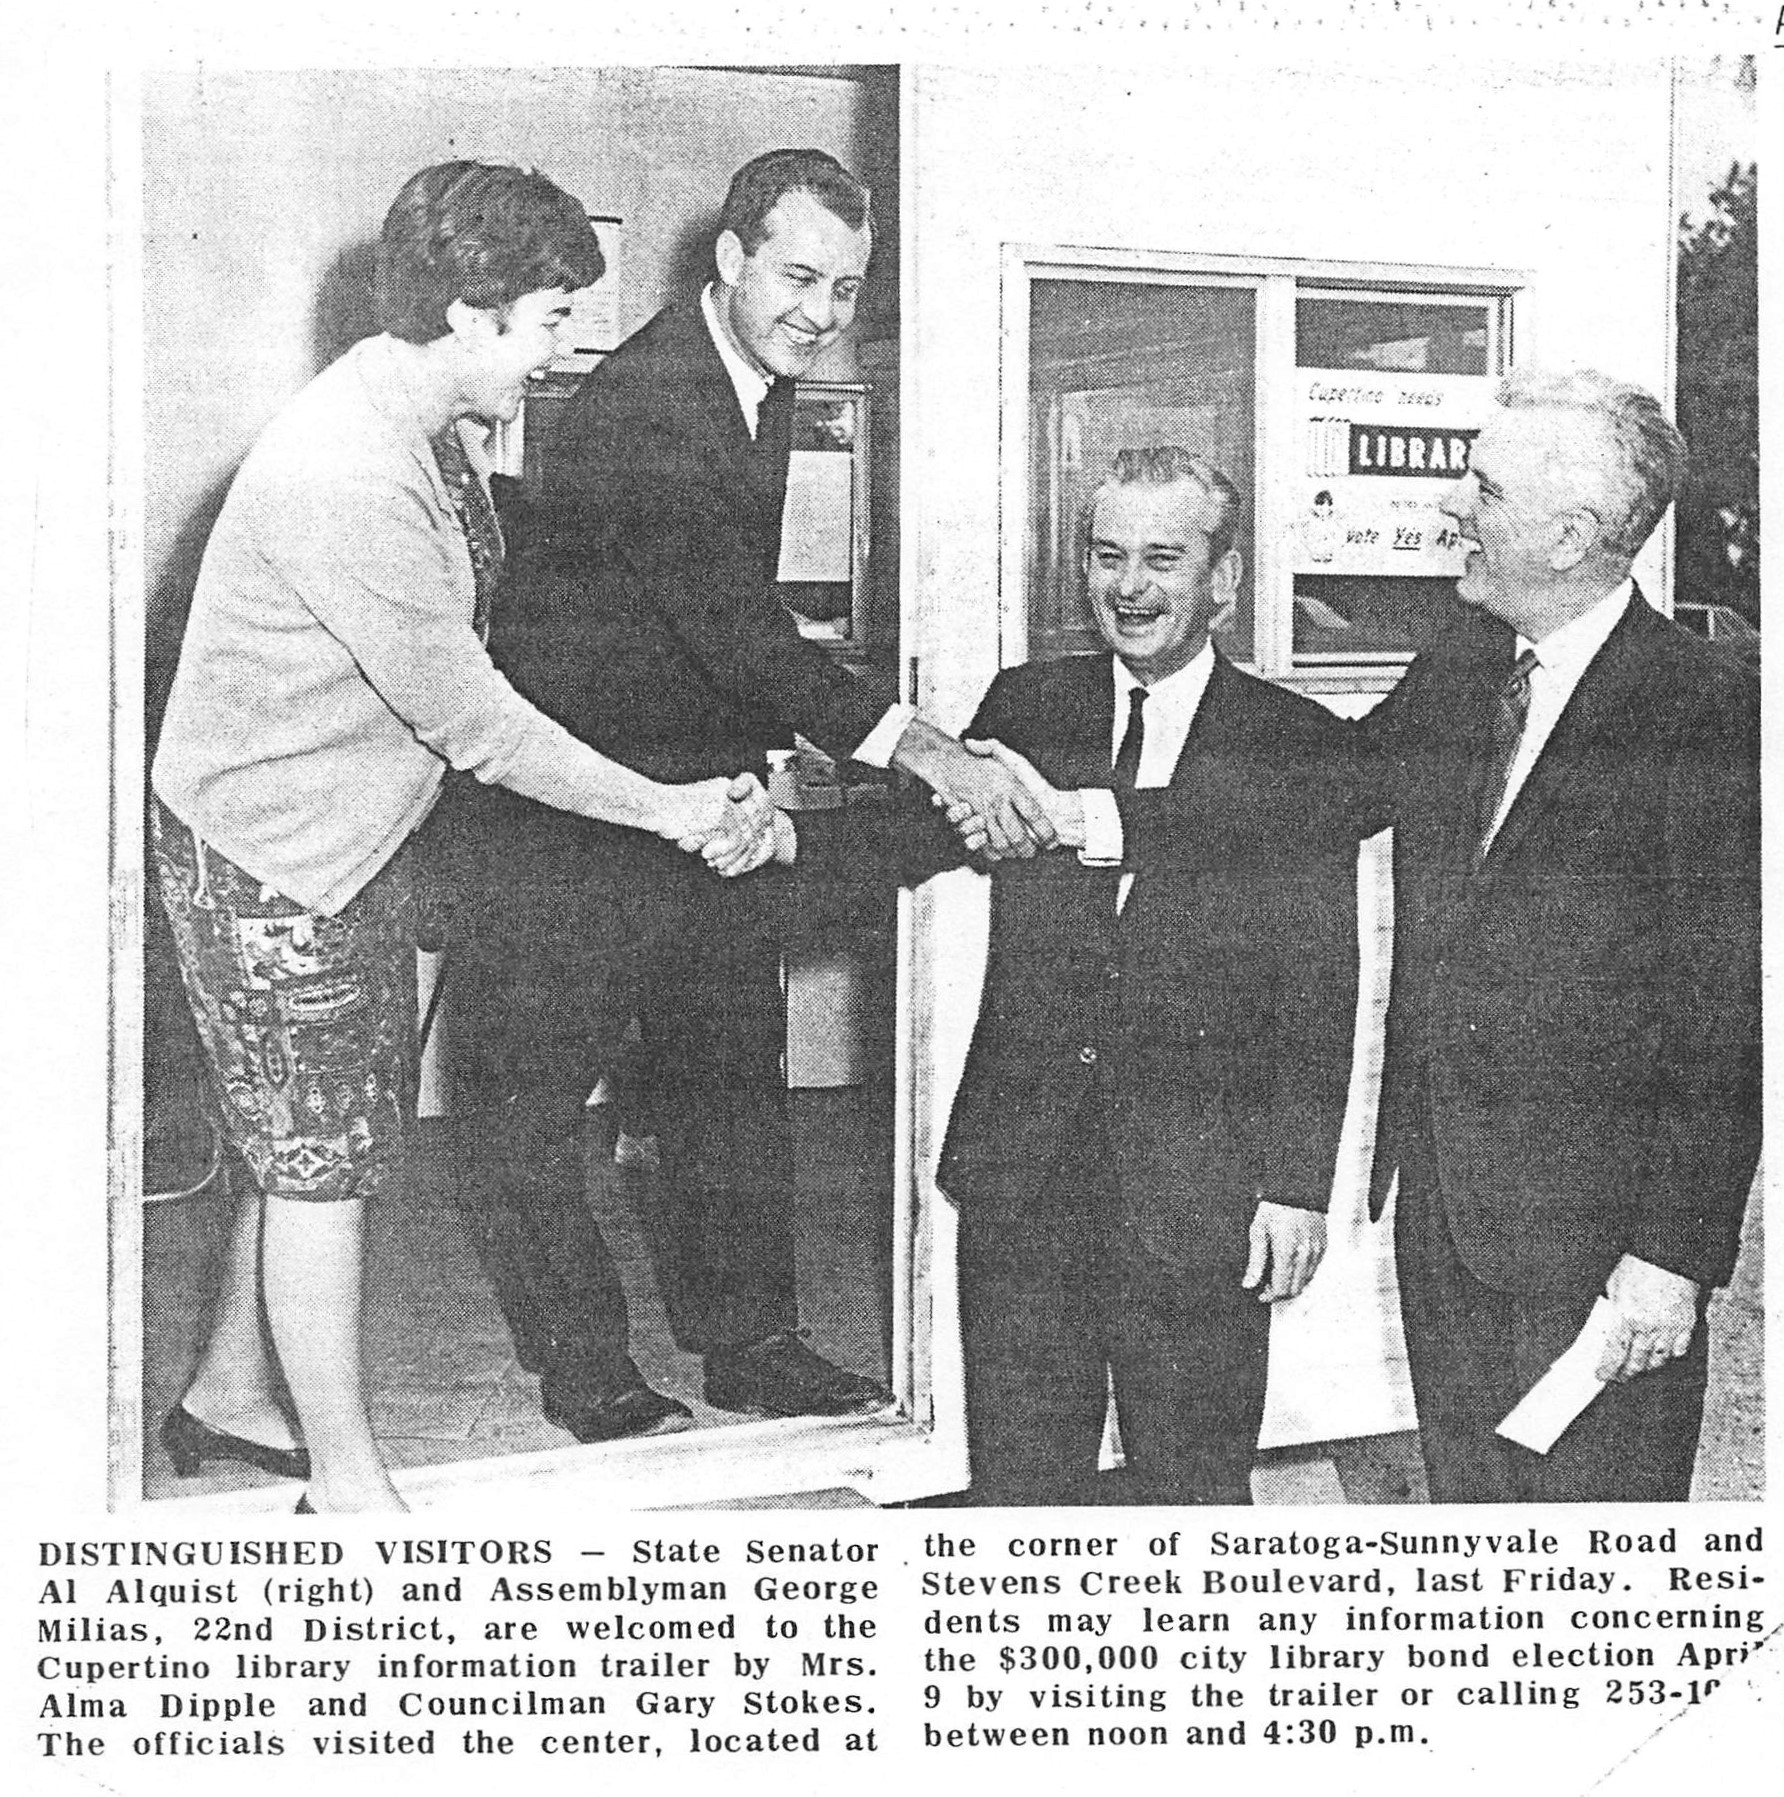 Cupertino needs
LIBRAR
vote Yes Ap
DISTINGUISHED VISITORS — State Senator
Al Alquist (right) and Assemblyman George
Milias, 22nd District, are welcomed to the
Cupertino library information trailer by Mrs.
Alma Dipple and Councilman Gary Stokes.
The officials visited the center, located at
the corner of Saratoga-Sunnyvale Road and
Stevens Creek Boulevard, last Friday. Resi-
dents may learn any information concerning
the $300,000 city library bond election April
9 by visiting the trailer or calling
between noon and 4:30 p.m.